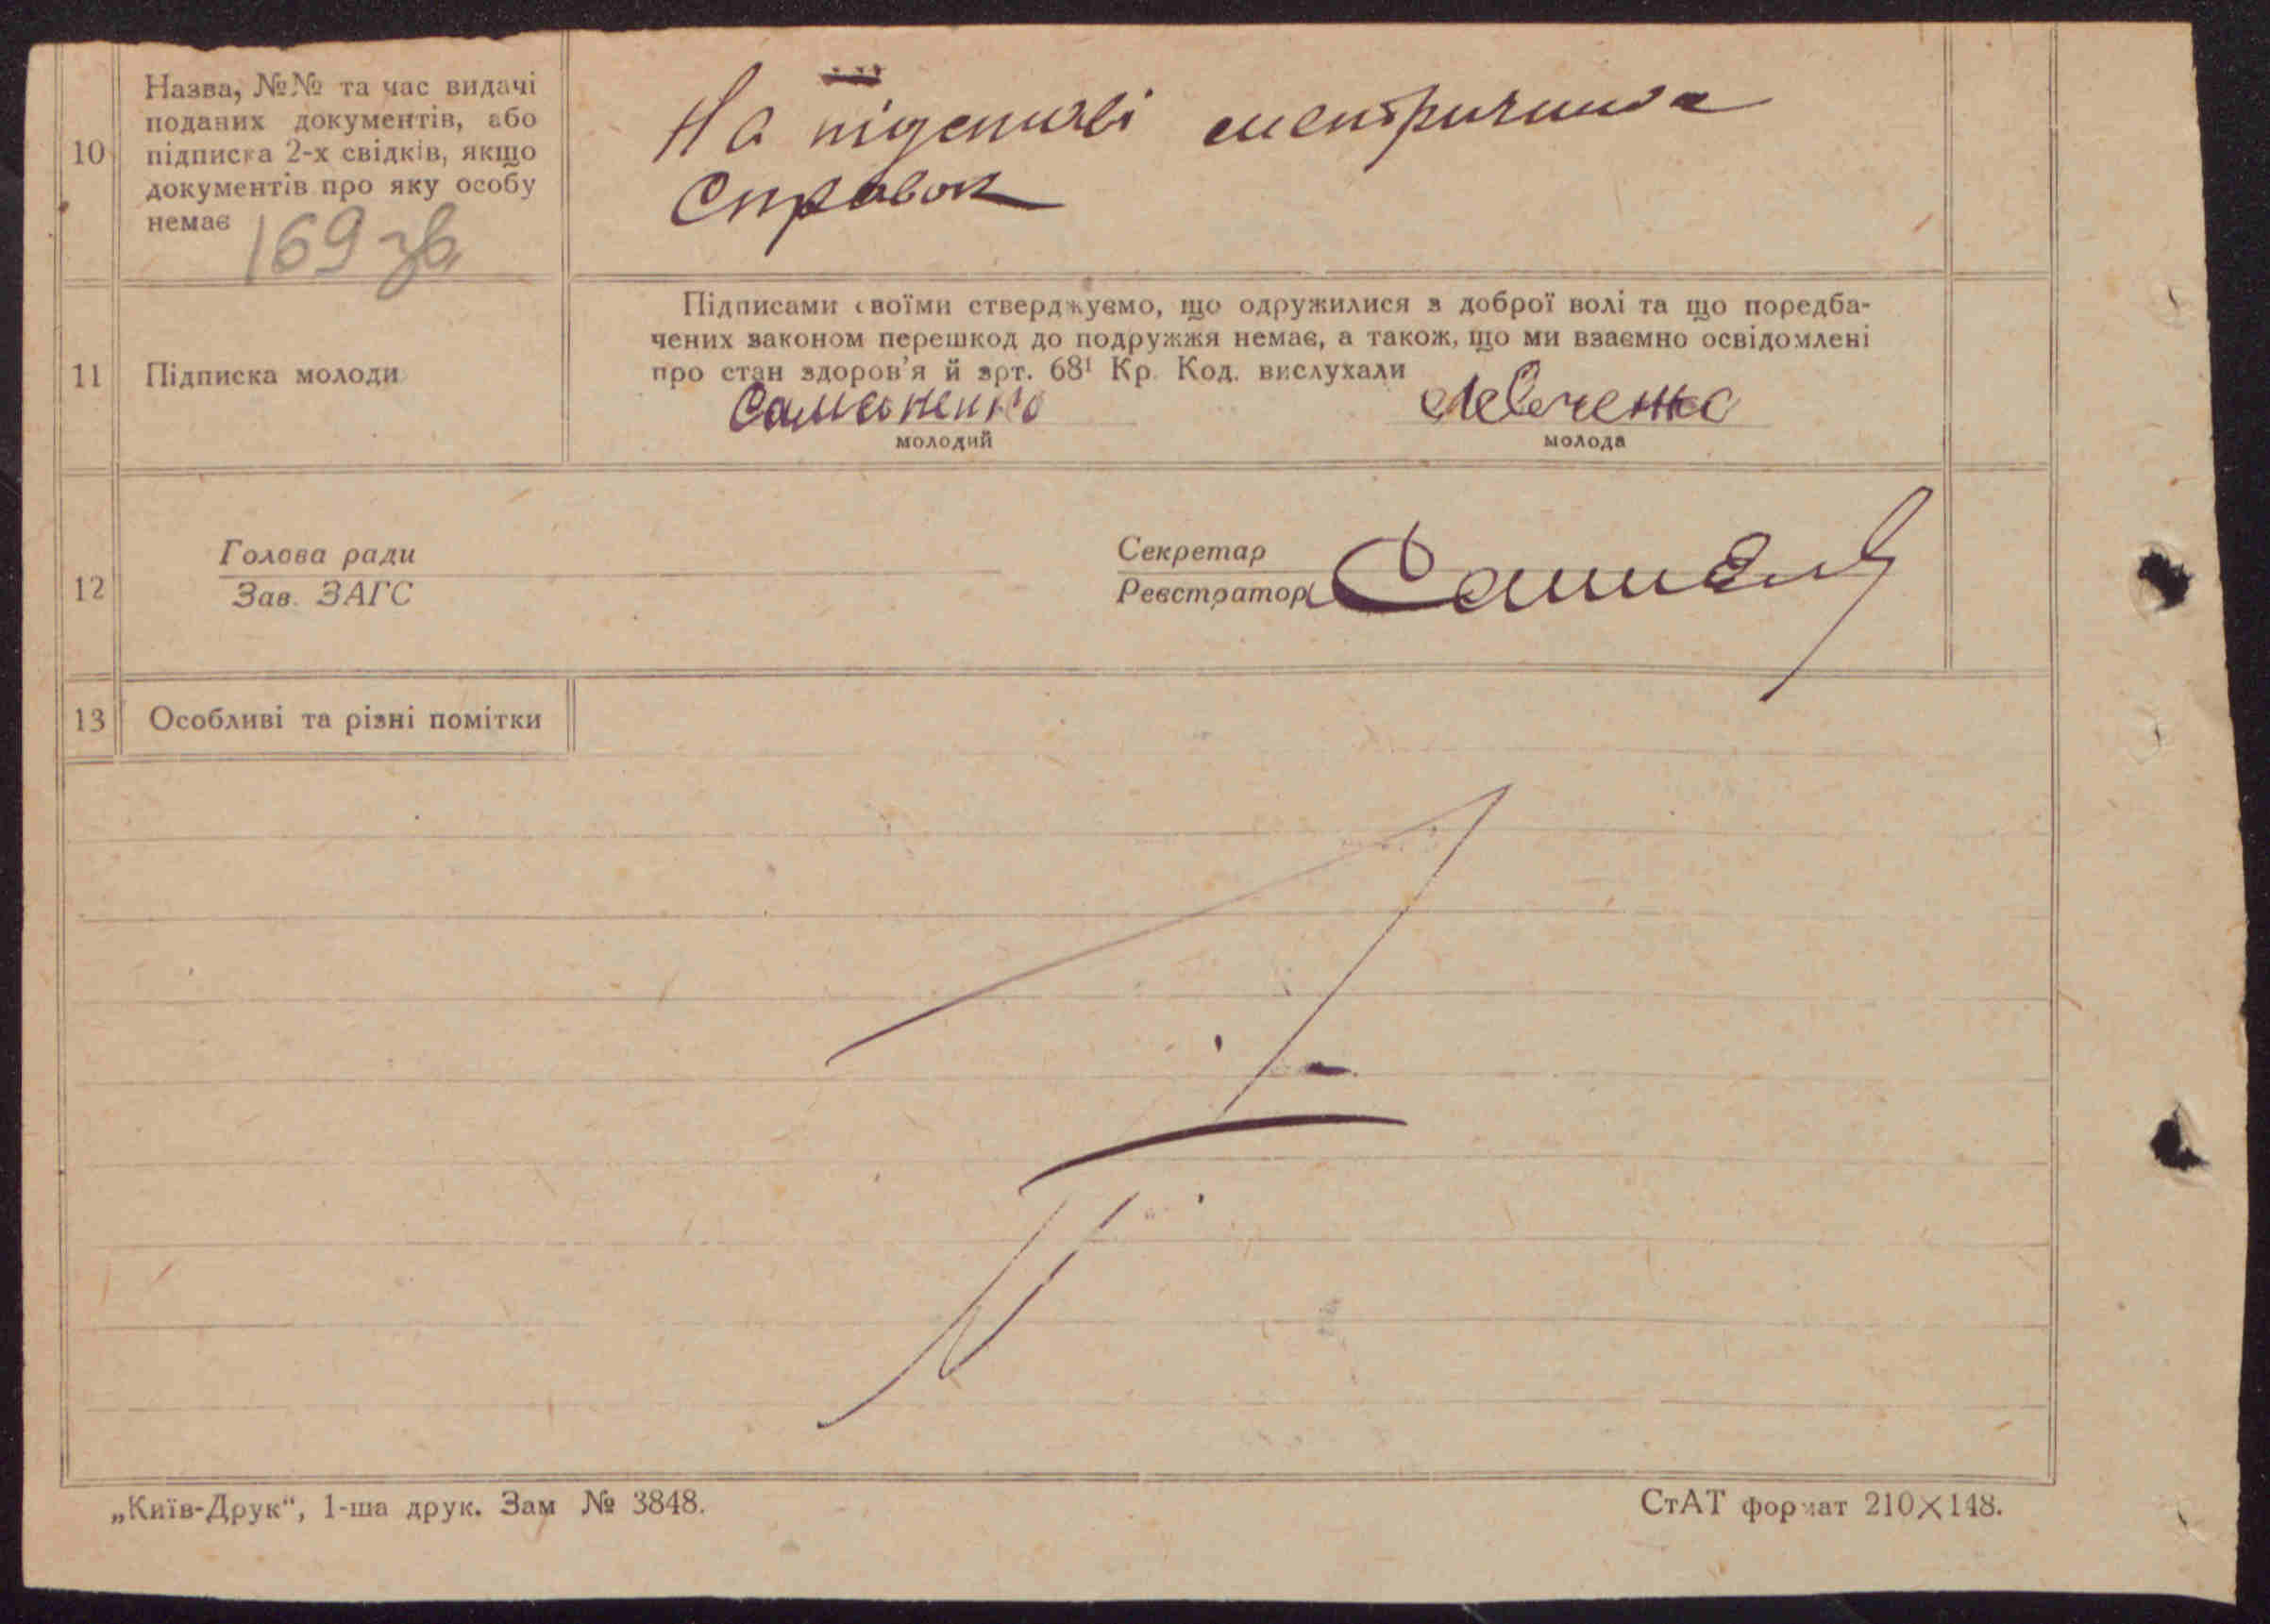 10
Назва, №№ та час видачі
поданих документів, або
підписка 2-х свідків, якщо
документів про яку особу
немає
169 зв
На підставі метричних
Справок
11
Підписка молоди
Підписами своїми стверджуємо, що одружилися з доброї волі та що поредба-
чених законом перешкод до подружжя немає, а також, що ми взаємно освідомлені
про стан здоров'я й арт. 68¹ Кр. Код. вислухали
Самоненко
Левченко
молодий
молода
12
Голова ради
Зав. ЗАГС
Секретар
Реєстратор
13
Особливі та різні помітки
„Київ-Друк“, 1-ша друк. Зам № 3848.
СтАТ формат 210×148.